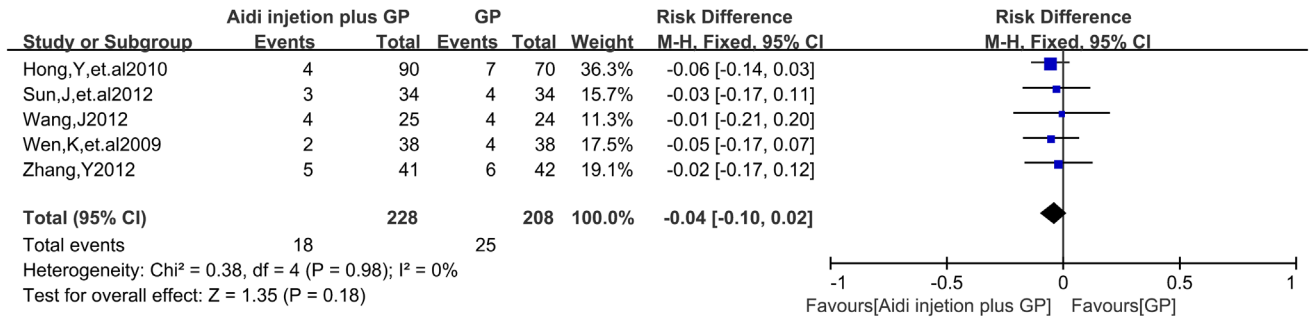 Aidi injetion plus GP GP Risk Difference Risk Difference
Study or Subgroup Events Total Events Total Weight M-H, Fixed, 95% CI M-H, Fixed, 95% CI
Hong,Y,et.al2010 4 90 7 70 36.3% -0.06 [-0.14, 0.03]
Sun,J,et.al2012 3 34 4 34 15.7% -0.03 [-0.17, 0.11]
Wang,J2012 4 25 4 24 11.3% -0.01 [-0.21, 0.20]
Wen,K,et.al2009 2 38 4 38 17.5% -0.05 [-0.17, 0.07]
Zhang,Y2012 5 41 6 42 19.1% -0.02 [-0.17, 0.12]
Total (95% CI) 228 208 100.0% -0.04 [-0.10, 0.02]
Total events 18 25
Heterogeneity: Chi² = 0.38, df = 4 (P = 0.98); I² = 0%
Test for overall effect: Z = 1.35 (P = 0.18)
-1 -0.5 0 0.5 1
Favours[Aidi injetion plus GP] Favours[GP]